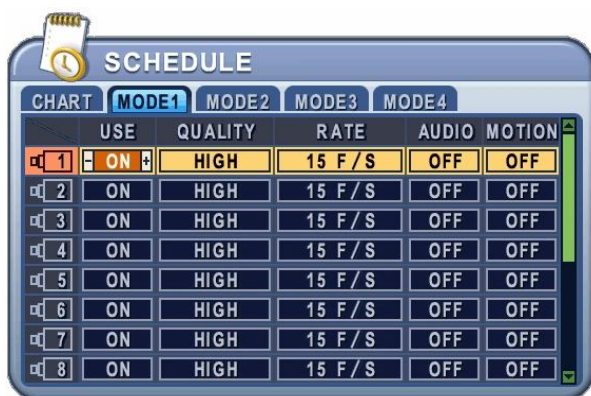 SCHEDULE
CHART MODE1 MODE2 MODE3 MODE4
USE QUALITY RATE AUDIO MOTION
1 - ON + HIGH 15 F/S OFF OFF
2 ON HIGH 15 F/S OFF OFF
3 ON HIGH 15 F/S OFF OFF
4 ON HIGH 15 F/S OFF OFF
5 ON HIGH 15 F/S OFF OFF
6 ON HIGH 15 F/S OFF OFF
7 ON HIGH 15 F/S OFF OFF
8 ON HIGH 15 F/S OFF OFF